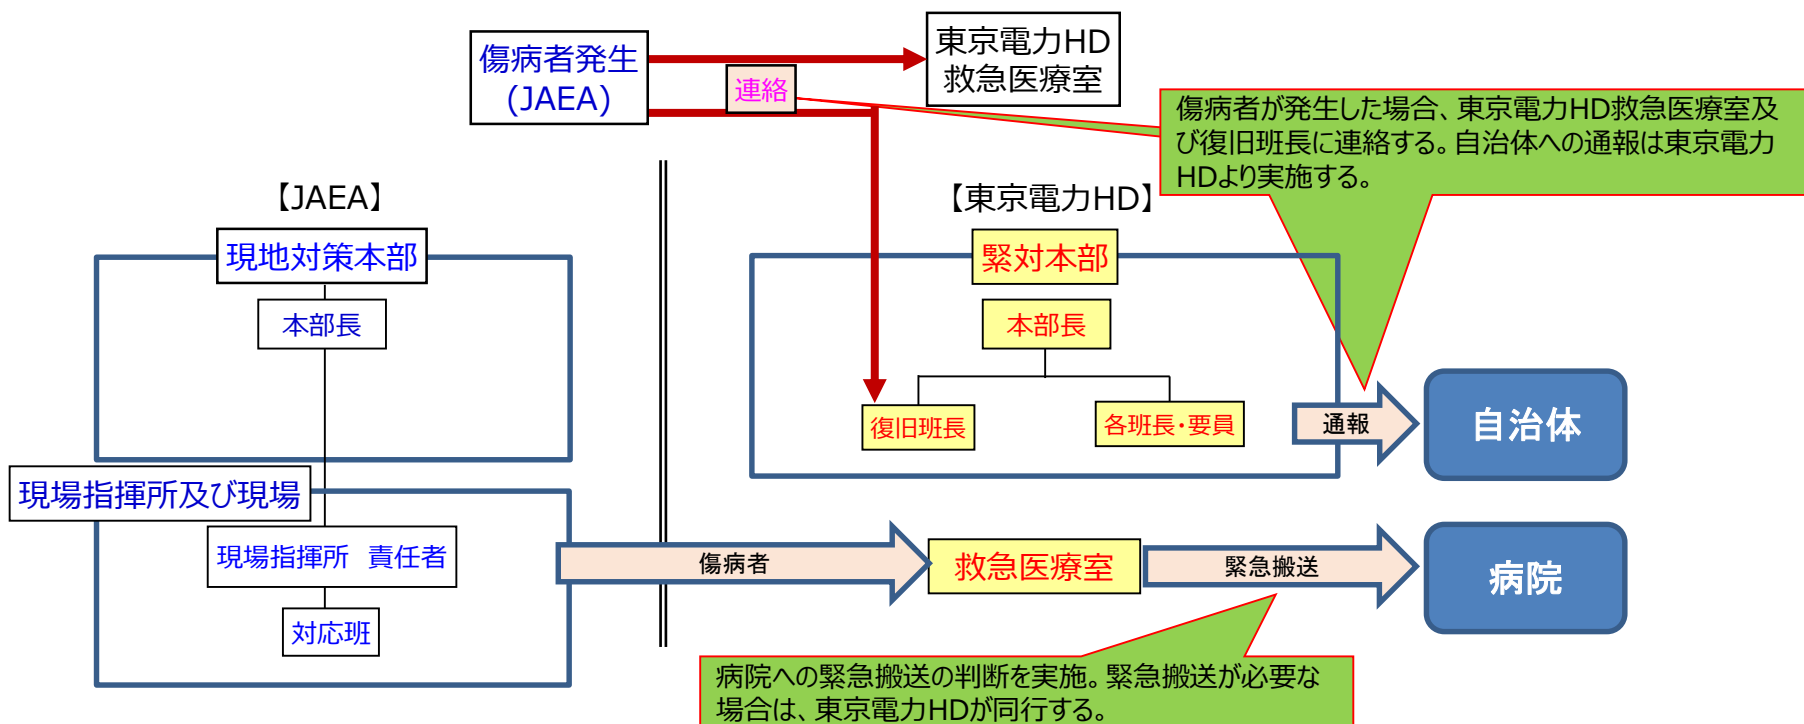 傷病者発生
(JAEA)
東京電力HD
救急医療室
連絡
傷病者が発生した場合、東京電力HD救急医療室及
び復旧班長に連絡する。自治体への通報は東京電力
HDより実施する。
【JAEA】
【東京電力HD】
現地対策本部
本部長
緊対本部
本部長
復旧班長
各班長・要員
通報
自治体
現場指揮所及び現場
現場指揮所　責任者
対応班
傷病者
救急医療室
緊急搬送
病院
病院への緊急搬送の判断を実施。緊急搬送が必要な
場合は、東京電力HDが同行する。